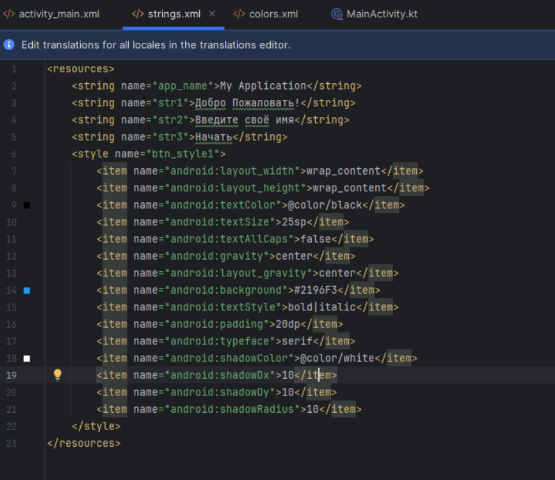 activity_main.xml strings.xml colors.xml MainActivity.kt
Edit translations for all locales in the translations editor.
1 <resources>
2 <string name="app_name">My Application</string>
3 <string name="str1">Добро Пожаловать!</string>
4 <string name="str2">Введите своё имя</string>
5 <string name="str3">Начать</string>
6 <style name="btn_style1">
7 <item name="android:layout_width">wrap_content</item>
8 <item name="android:layout_height">wrap_content</item>
9 <item name="android:textColor">@color/black</item>
10 <item name="android:textSize">25sp</item>
11 <item name="android:textAllCaps">false</item>
12 <item name="android:gravity">center</item>
13 <item name="android:layout_gravity">center</item>
14 <item name="android:background">#2196F3</item>
15 <item name="android:textStyle">bold|italic</item>
16 <item name="android:padding">20dp</item>
17 <item name="android:typeface">serif</item>
18 <item name="android:shadowColor">@color/white</item>
19 <item name="android:shadowDx">10</item>
20 <item name="android:shadowDy">10</item>
21 <item name="android:shadowRadius">10</item>
22 </style>
23 </resources>